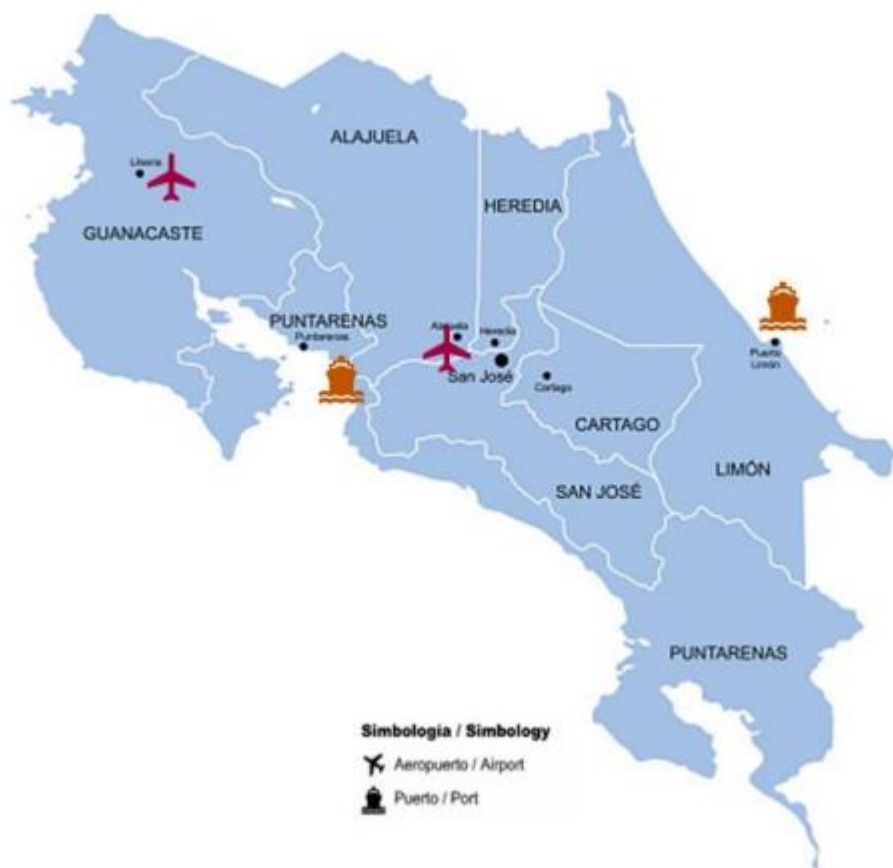 ALAJUELA
Liberia
HEREDIA
GUANACASTE
PUNTARENAS
Puntarenas
Alajuela
Heredia
San José
Cartago
Puerto
Limón
CARTAGO
LIMÓN
SAN JOSÉ
PUNTARENAS
Simbología / Simbology
Aeropuerto / Airport
Puerto / Port